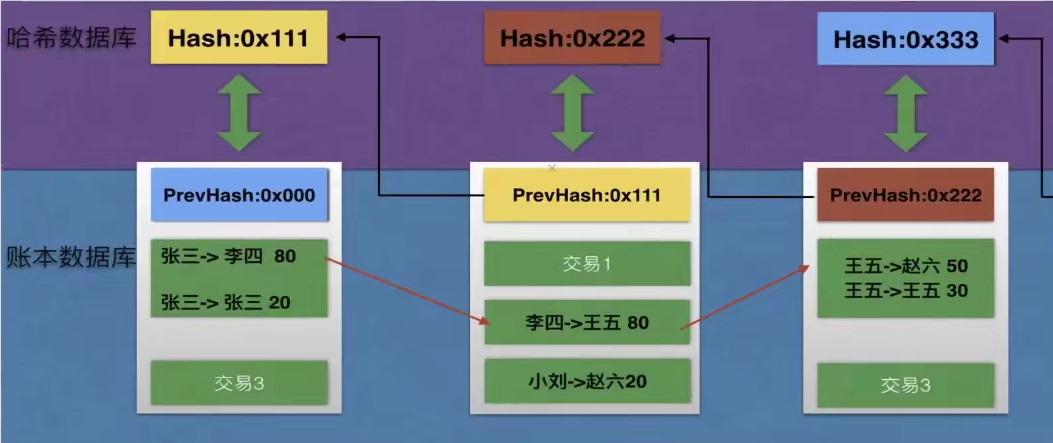 哈希数据库
Hash:0x111
Hash:0x222
Hash:0x333
PrevHash:0x000
PrevHash:0x111
PrevHash:0x222
账本数据库
张三-> 李四 80
张三-> 张三 20
交易3
交易1
李四->王五 80
小刘->赵六20
王五->赵六 50
王五->王五 30
交易3